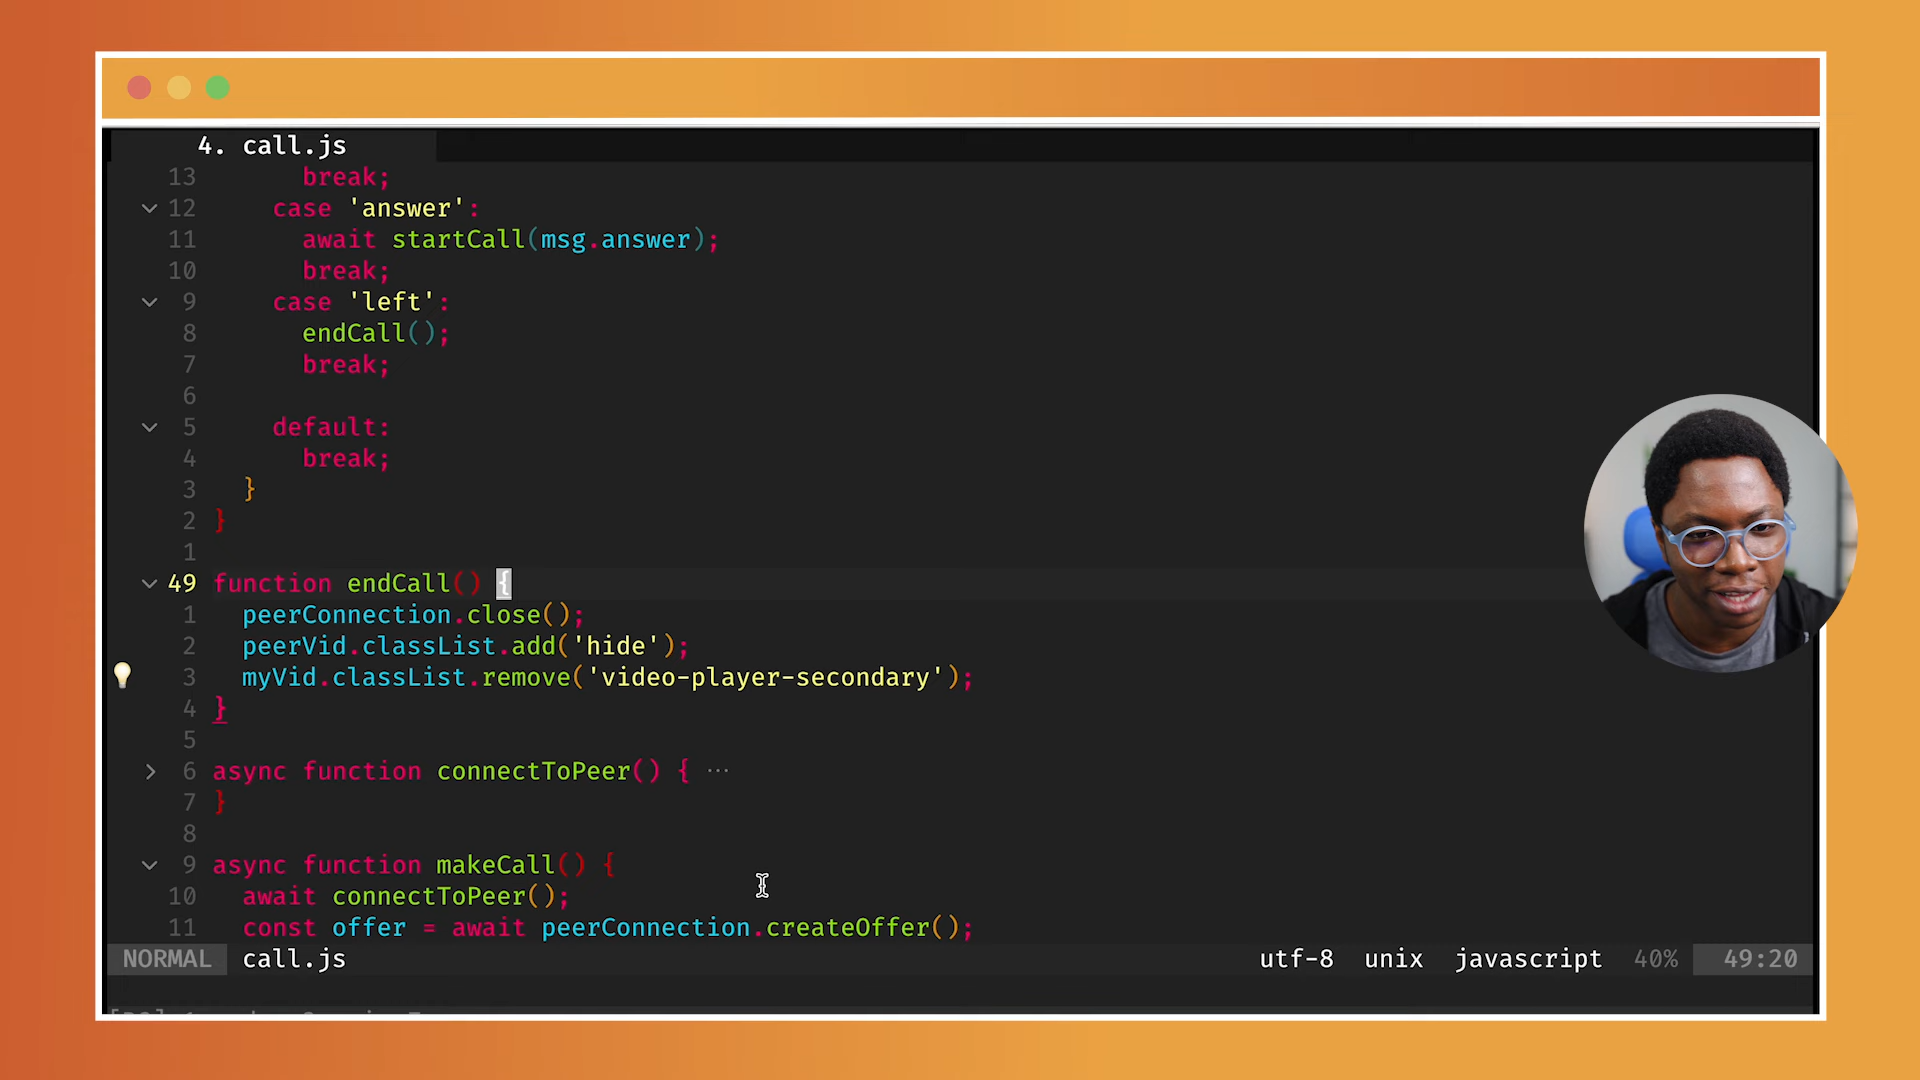 4. call.js
13 break;
12 case 'answer':
11 await startCall(msg.answer);
10 break;
9 case 'left':
8 endCall();
7 break;
6
5 default:
4 break;
3 }
2 }
1
49 function endCall() {
1 peerConnection.close();
2 peerVid.classList.add('hide');
3 myVid.classList.remove('video-player-secondary');
4 }
5
6 async function connectToPeer() { ···
7 }
8
9 async function makeCall() {
10 await connectToPeer();
11 const offer = await peerConnection.createOffer();
NORMAL call.js utf-8 unix javascript 40% 49:20